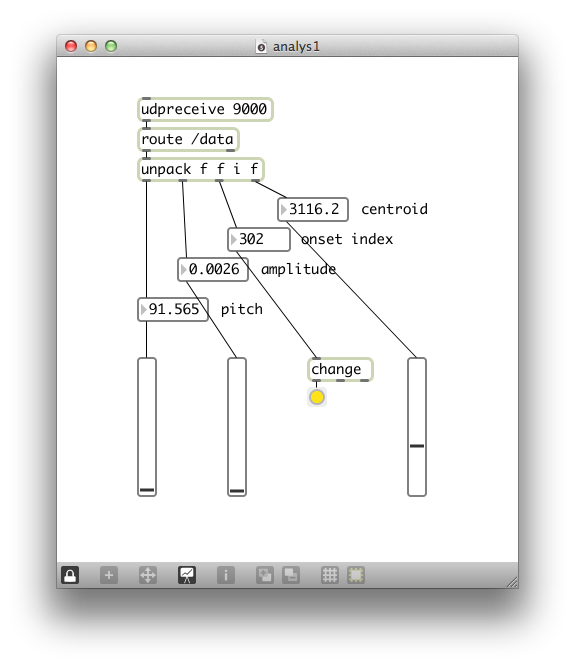 analys1
udpreceive 9000
route /data
unpack f f i f
3116.2 centroid
302 onset index
0.0026 amplitude
91.565 pitch
change